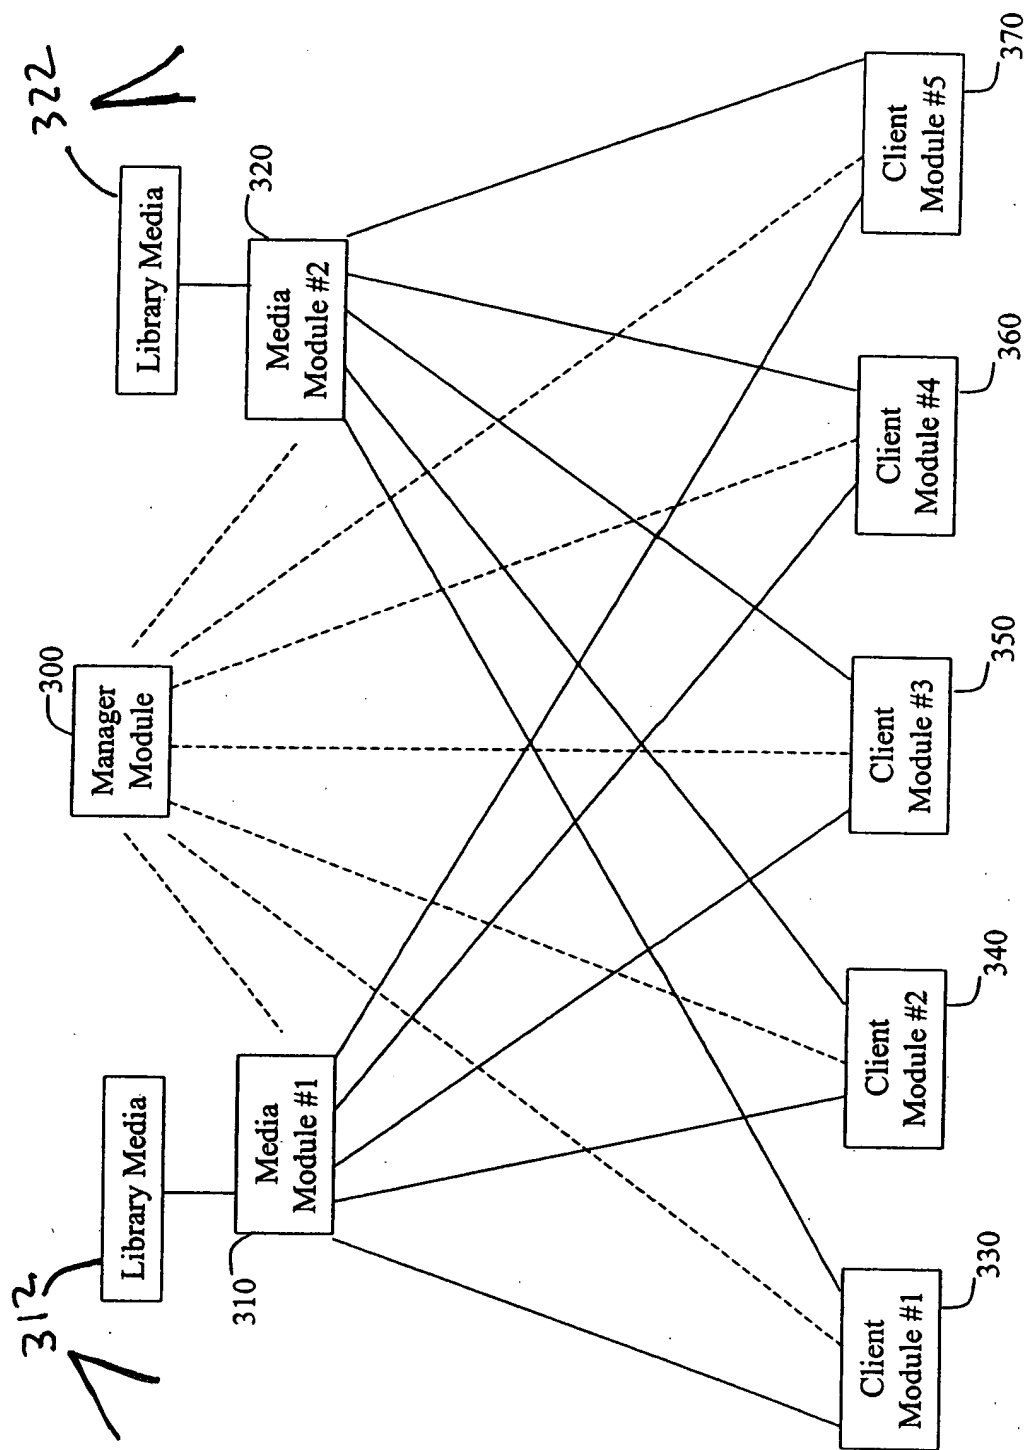 312
Library Media
310
Media
Module #1
300
Manager
Module
322
Library Media
320
Media
Module #2
Client
Module #1
330
Client
Module #2
340
Client
Module #3
350
Client
Module #4
360
Client
Module #5
370